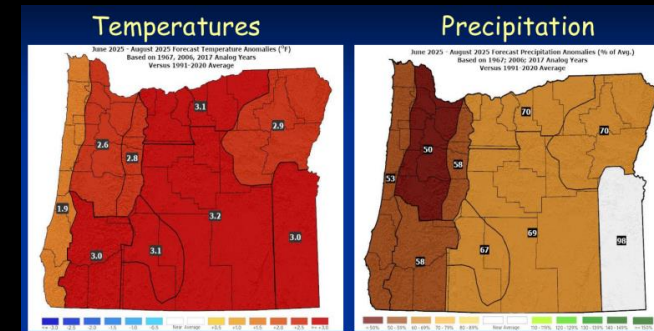 Temperatures
Precipitation
June 2025 - August 2025 Forecast Temperature Anomalies (°F)
Based on 1967, 2006, 2017 Analog Years
Versus 1991-2020 Average
3.1
2.9
2.6
2.8
1.9
3.2
3.0
3.1
3.0
Near Average
June 2025 - August 2025 Forecast Precipitation Anomalies (% of Avg.)
Based on 1967; 2006; 2017 Analog Years
Versus 1991-2020 Average
70
70
50
58
53
69
98
67
58
Near Average